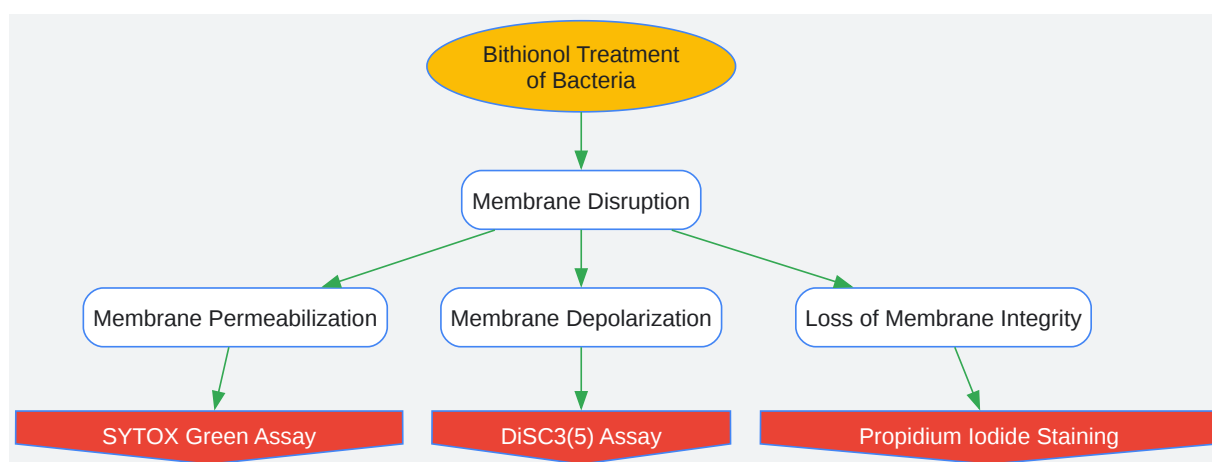 Bithionol Treatment
of Bacteria
Membrane Disruption
Membrane Permeabilization
Membrane Depolarization
Loss of Membrane Integrity
SYTOX Green Assay
DiSC3(5) Assay
Propidium Iodide Staining